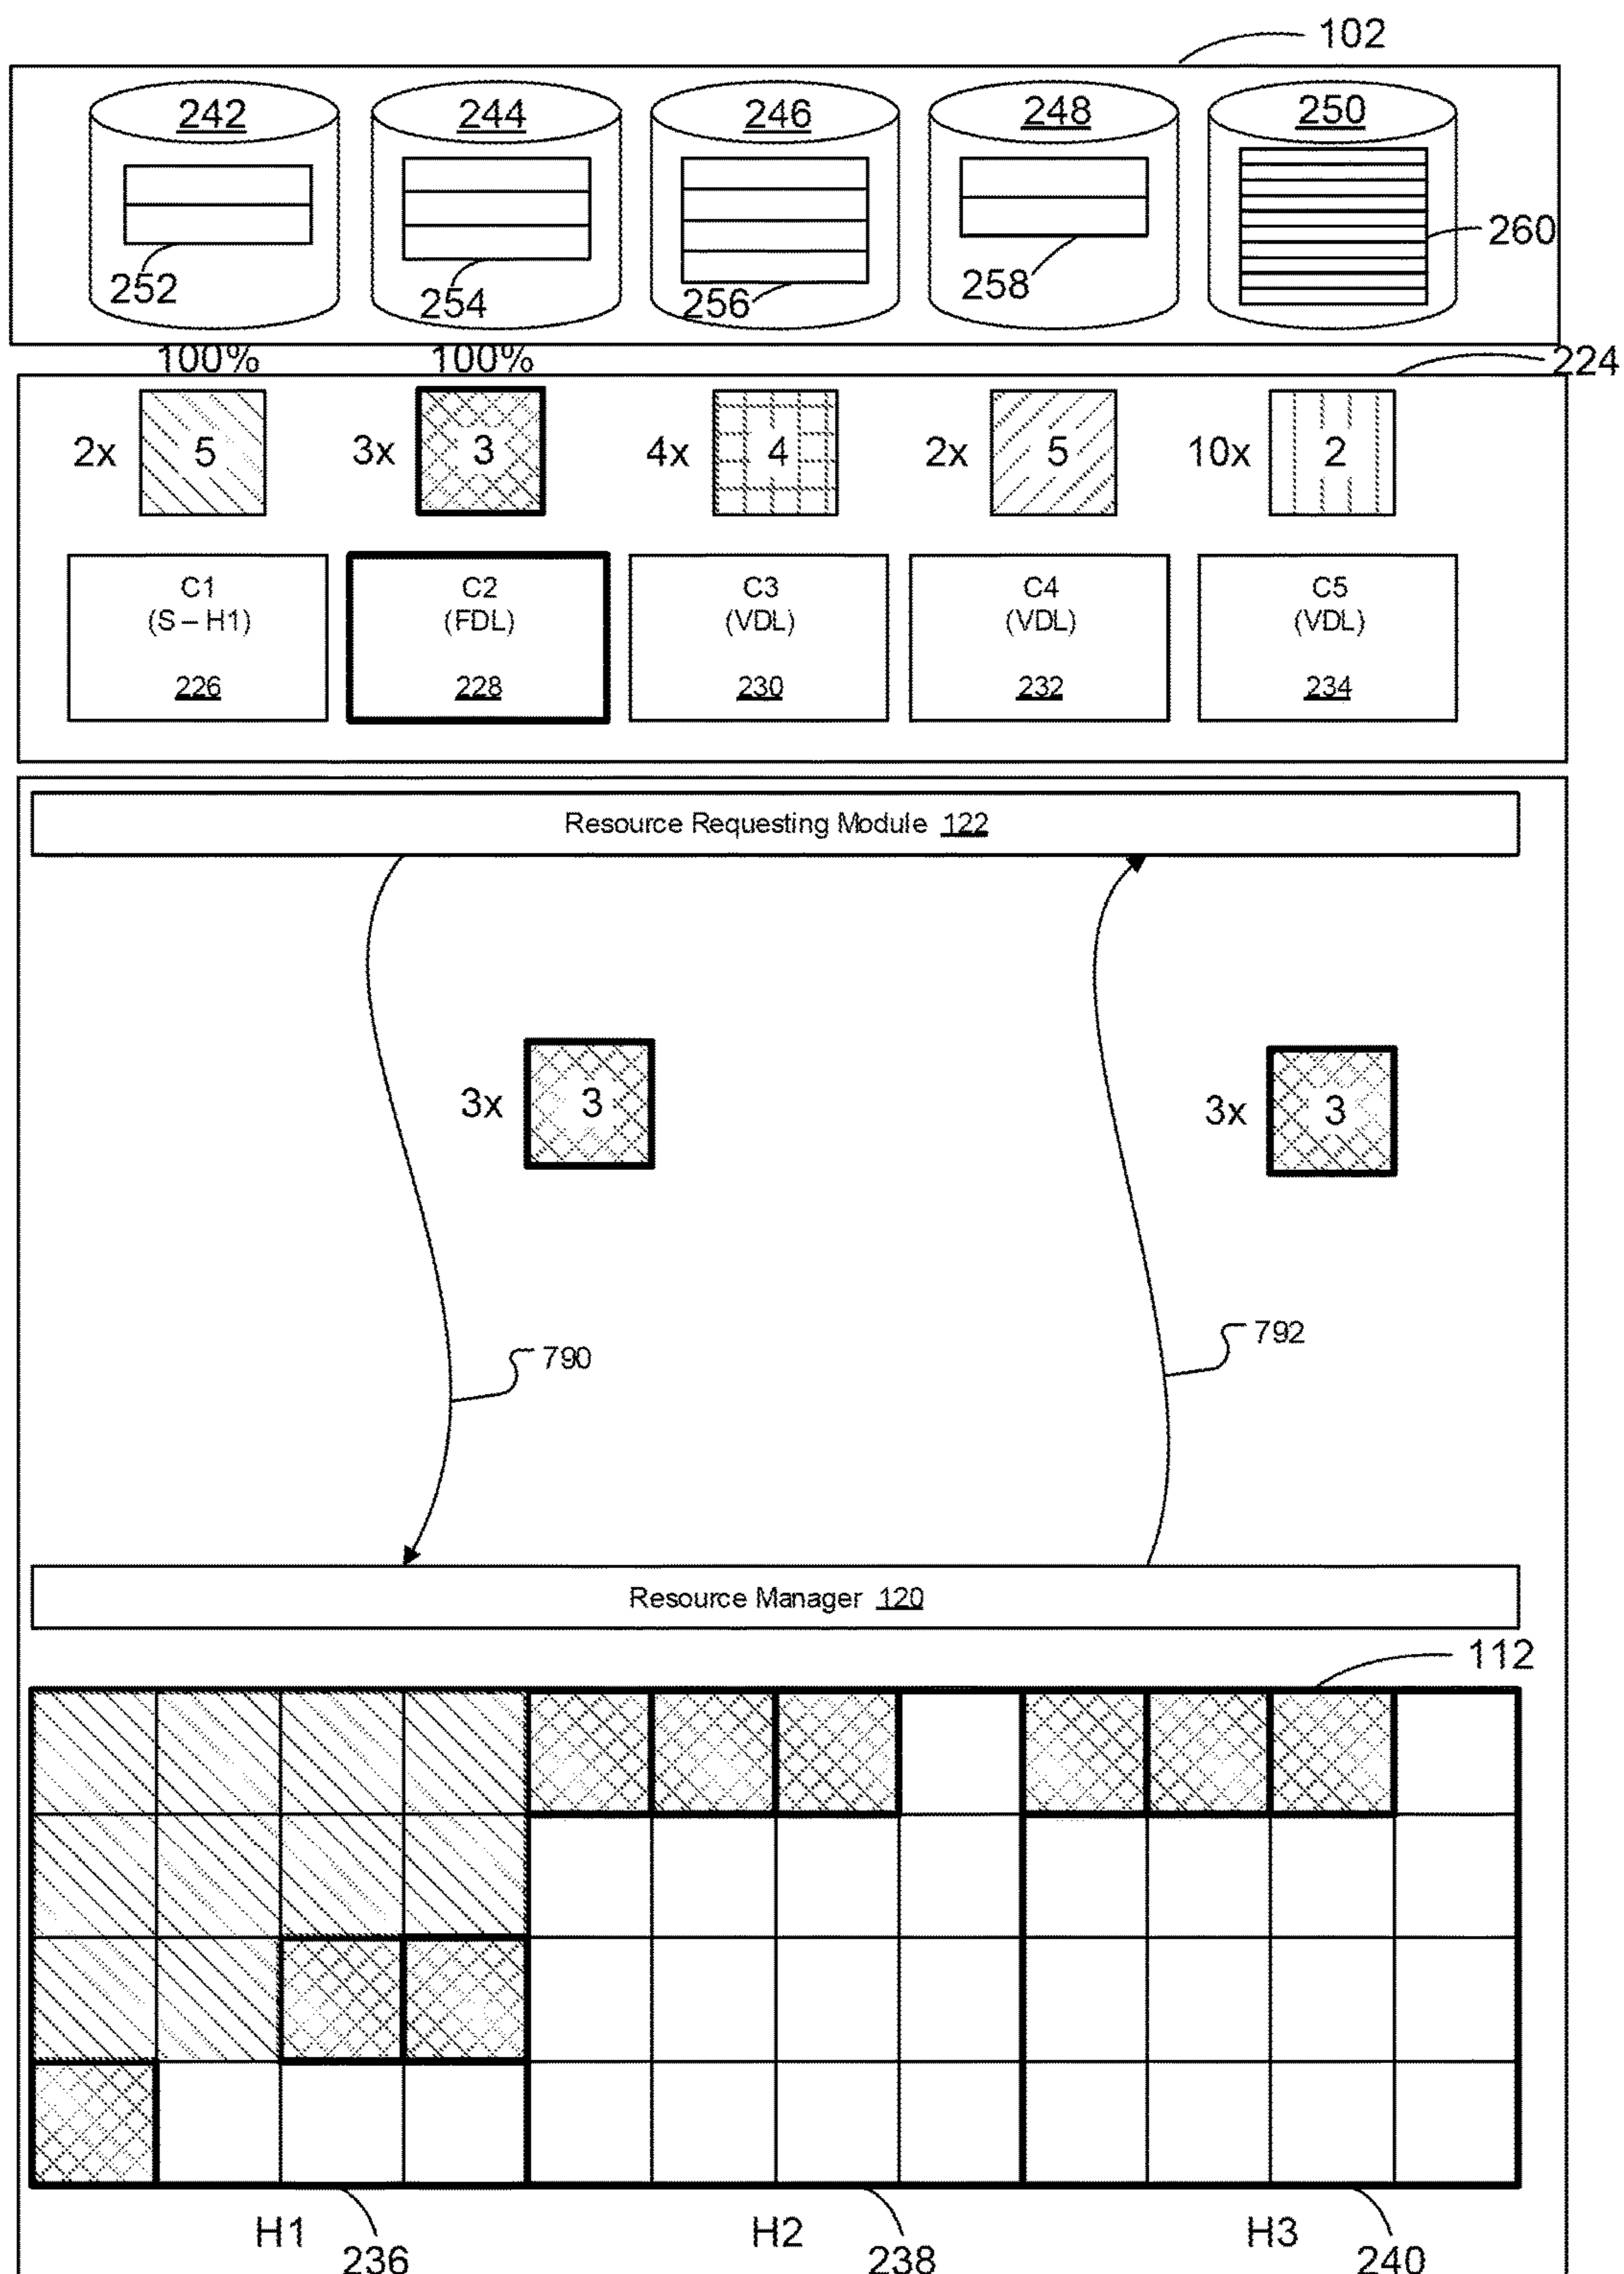 102
242 244 246 248 250
260
252 254 256 258
100% 100%
224
2x 5 3x 3 4x 4 2x 5 10x 2
C1 C2 C3 C4 C5
(S – H1) (FDL) (VDL) (VDL) (VDL)
226 228 230 232 234
Resource Requesting Module 122
3x 3 3x 3
790 792
Resource Manager 120
112
H1 H2 H3
236 238 240